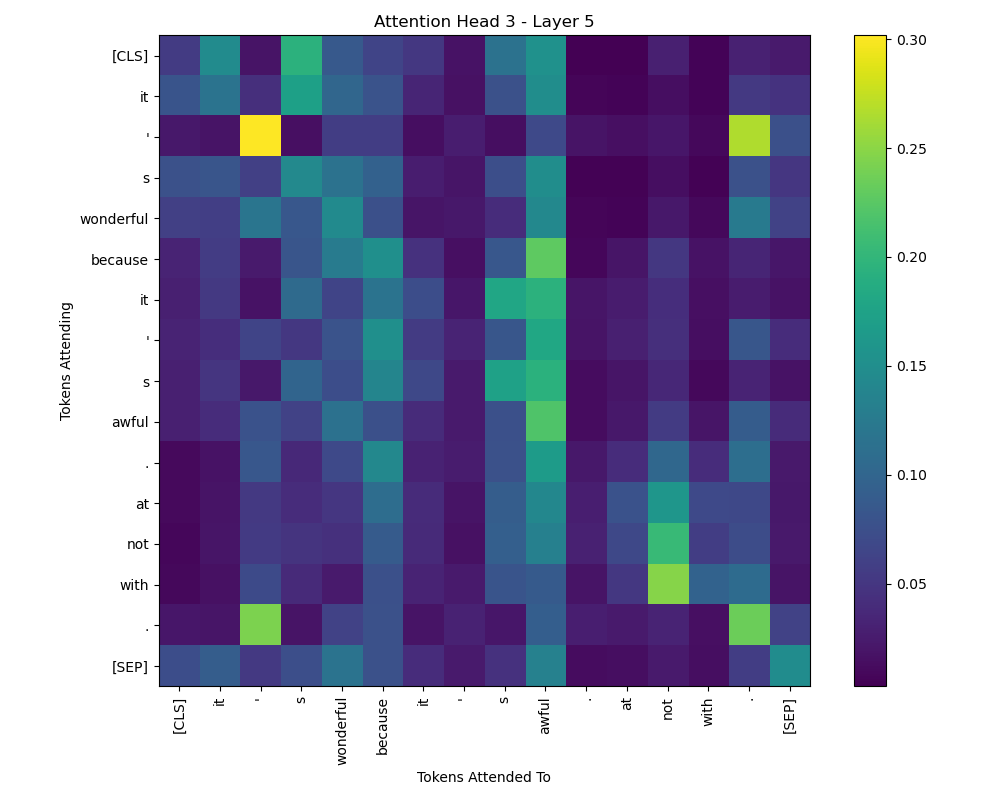 Attention Head 3 - Layer 5
Tokens Attending
[CLS]
it
'
s
wonderful
because
it
'
s
awful
.
at
not
with
.
[SEP]
[CLS]
it
'
s
wonderful
because
it
'
s
awful
.
at
not
with
.
[SEP]
Tokens Attended To
0.30
0.25
0.20
0.15
0.10
0.05